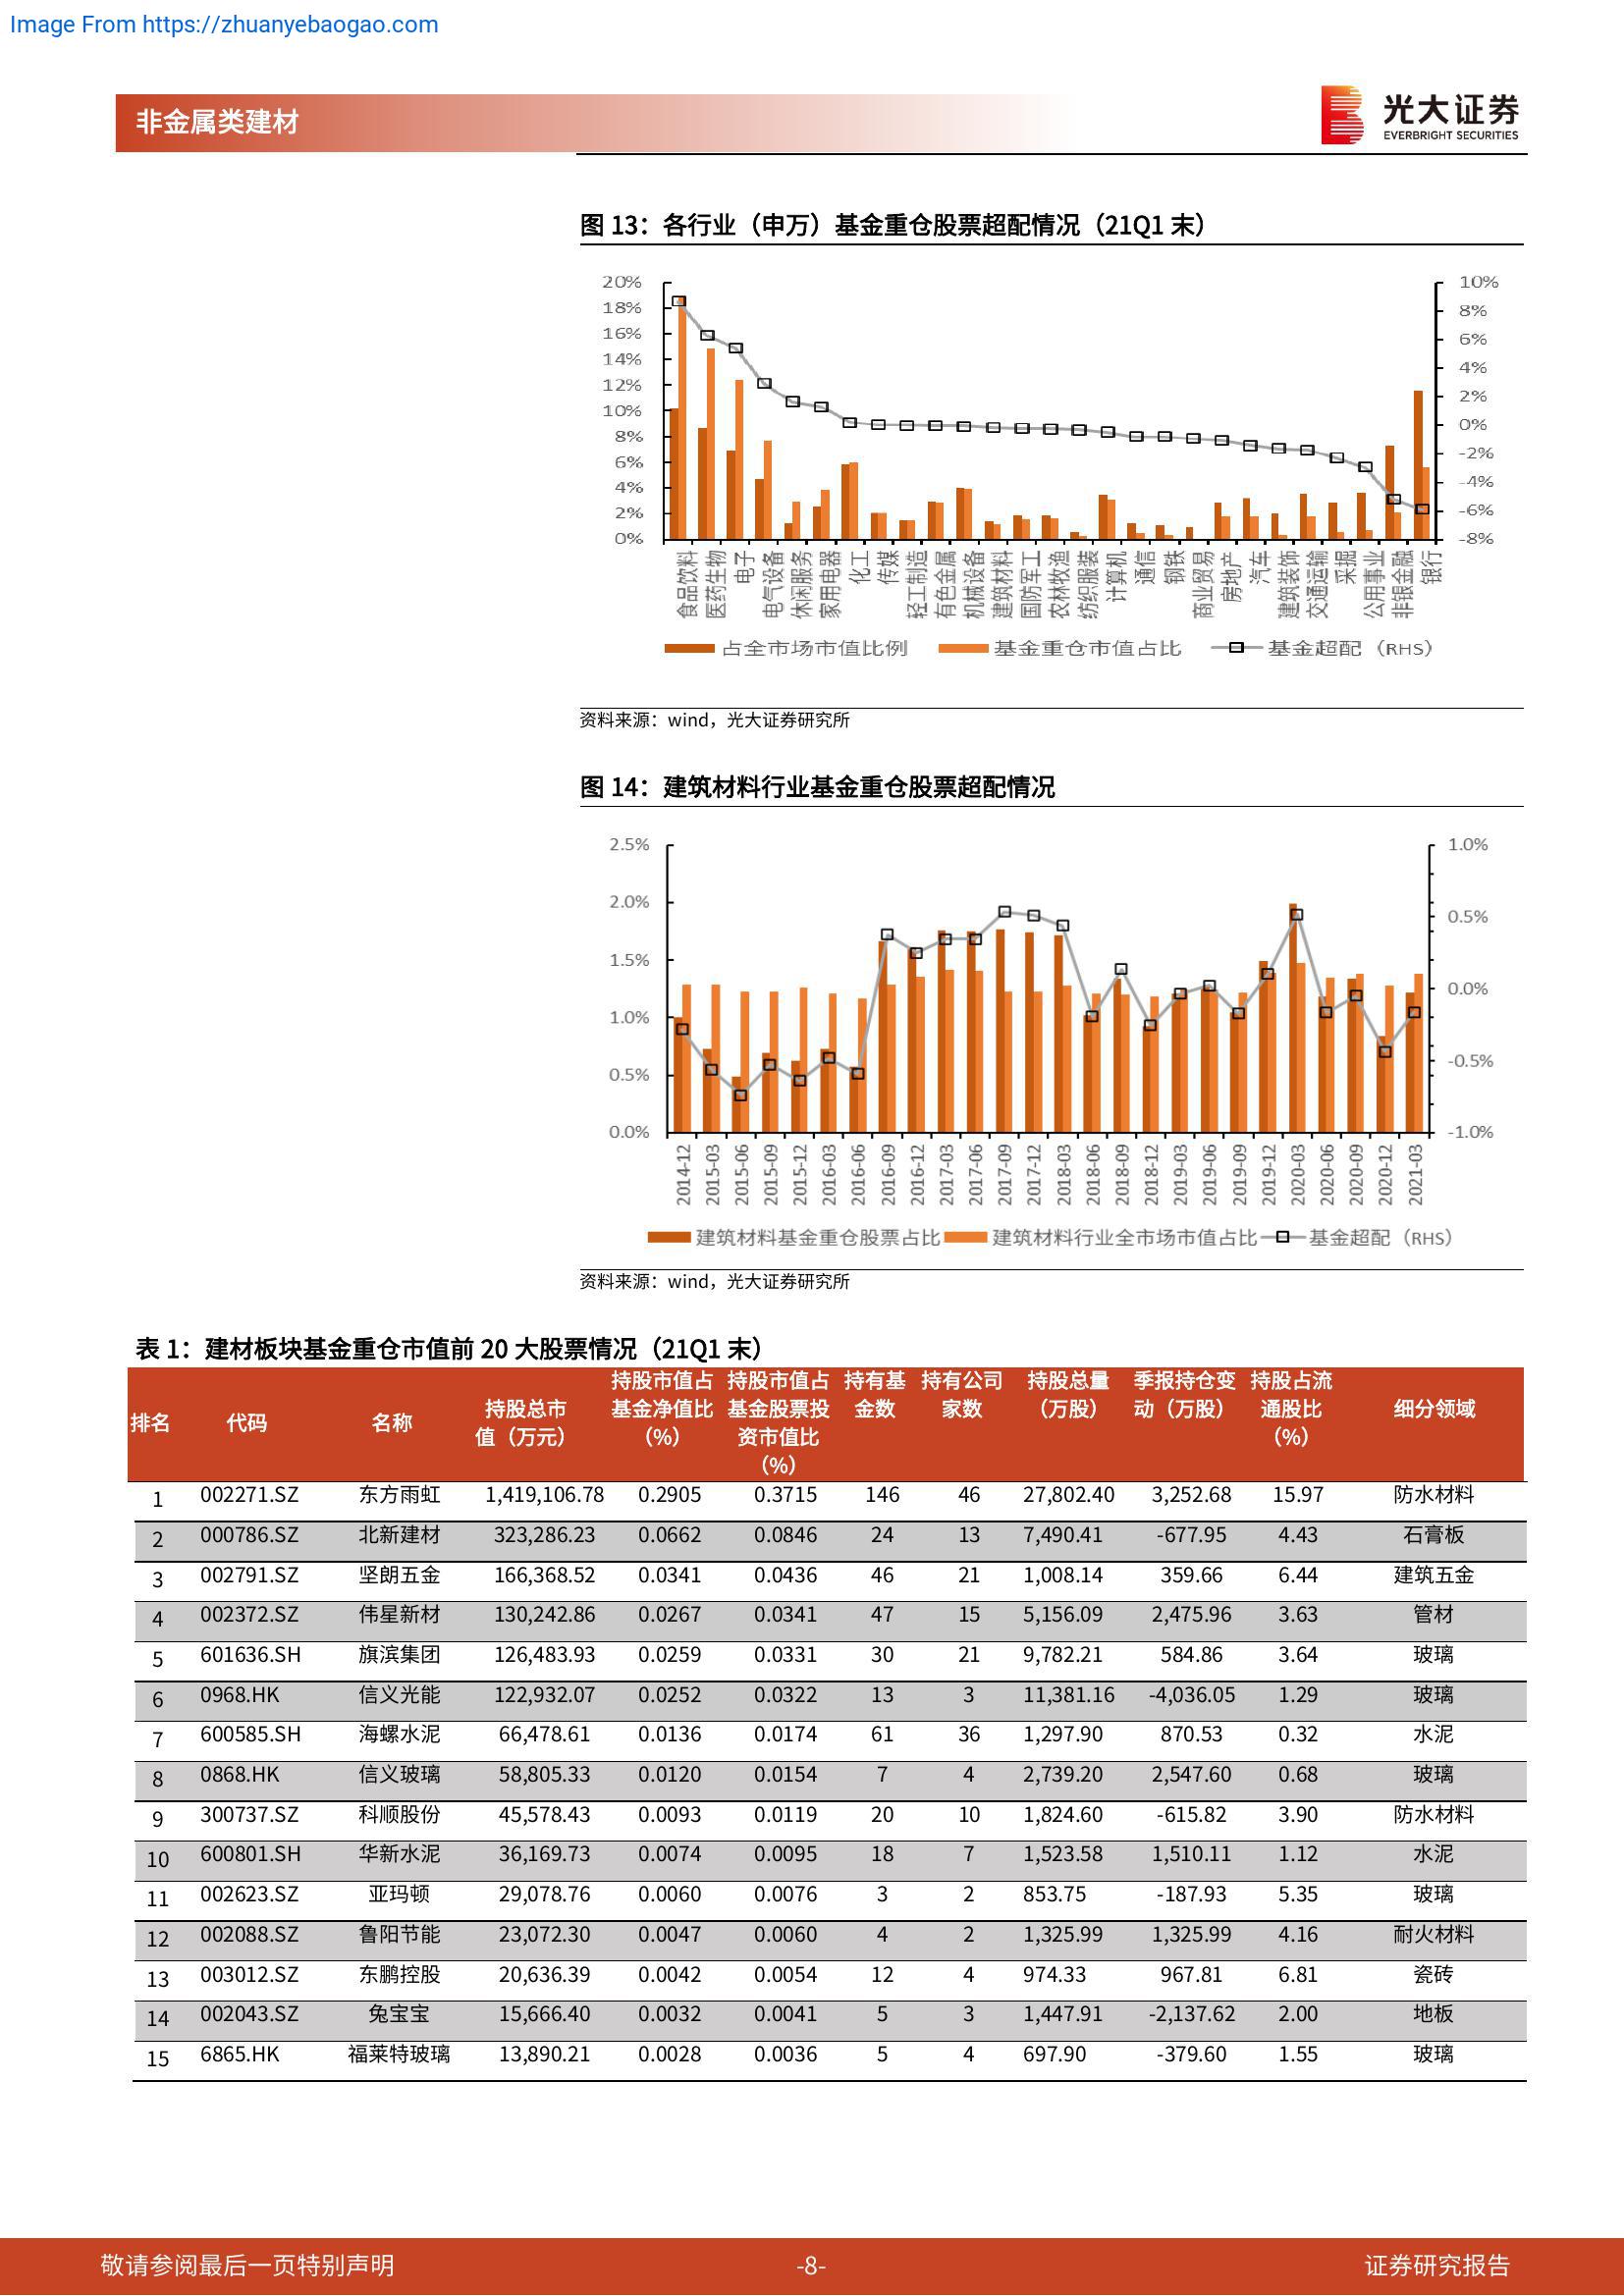 Image From https://zhuanyebaogao.com
非金属类建材
光大证券
EVERBRIGHT SECURITIES
图 13：各行业（申万）基金重仓股票超配情况（21Q1 末）
20% 18% 16% 14% 12% 10% 8% 6% 4% 2% 0%
10% 8% 6% 4% 2% 0% -2% -4% -6% -8%
食品饮料 医药生物 电子 电气设备 休闲服务 家用电器 化工 传媒 轻工制造 有色金属 机械设备 建筑材料 国防军工 农林牧渔 纺织服装 计算机 通信 钢铁 商业贸易 房地产 汽车 建筑装饰 交通运输 采掘 公用事业 非银金融 银行
占全市场市值比例 基金重仓市值占比 基金超配（RHS）
资料来源：wind，光大证券研究所
图 14：建筑材料行业基金重仓股票超配情况
2.5% 2.0% 1.5% 1.0% 0.5% 0.0%
1.0% 0.5% 0.0% -0.5% -1.0%
2014-12 2015-03 2015-06 2015-09 2015-12 2016-03 2016-06 2016-09 2016-12 2017-03 2017-06 2017-09 2017-12 2018-03 2018-06 2018-09 2018-12 2019-03 2019-06 2019-09 2019-12 2020-03 2020-06 2020-09 2020-12 2021-03
建筑材料基金重仓股票占比 建筑材料行业全市场市值占比 基金超配（RHS）
资料来源：wind，光大证券研究所
表 1：建材板块基金重仓市值前 20 大股票情况（21Q1 末）
排名 代码 名称 持股总市值（万元） 持股市值占基金净值比（%） 持股市值占基金股票投资市值比（%） 持有基金数 持有公司家数 持股总量（万股） 季报持仓变动（万股） 持股占流通股比（%） 细分领域
1 002271.SZ 东方雨虹 1,419,106.78 0.2905 0.3715 146 46 27,802.40 3,252.68 15.97 防水材料
2 000786.SZ 北新建材 323,286.23 0.0662 0.0846 24 13 7,490.41 -677.95 4.43 石膏板
3 002791.SZ 坚朗五金 166,368.52 0.0341 0.0436 46 21 1,008.14 359.66 6.44 建筑五金
4 002372.SZ 伟星新材 130,242.86 0.0267 0.0341 47 15 5,156.09 2,475.96 3.63 管材
5 601636.SH 旗滨集团 126,483.93 0.0259 0.0331 30 21 9,782.21 584.86 3.64 玻璃
6 0968.HK 信义光能 122,932.07 0.0252 0.0322 13 3 11,381.16 -4,036.05 1.29 玻璃
7 600585.SH 海螺水泥 66,478.61 0.0136 0.0174 61 36 1,297.90 870.53 0.32 水泥
8 0868.HK 信义玻璃 58,805.33 0.0120 0.0154 7 4 2,739.20 2,547.60 0.68 玻璃
9 300737.SZ 科顺股份 45,578.43 0.0093 0.0119 20 10 1,824.60 -615.82 3.90 防水材料
10 600801.SH 华新水泥 36,169.73 0.0074 0.0095 18 7 1,523.58 1,510.11 1.12 水泥
11 002623.SZ 亚玛顿 29,078.76 0.0060 0.0076 3 2 853.75 -187.93 5.35 玻璃
12 002088.SZ 鲁阳节能 23,072.30 0.0047 0.0060 4 2 1,325.99 1,325.99 4.16 耐火材料
13 003012.SZ 东鹏控股 20,636.39 0.0042 0.0054 12 4 974.33 967.81 6.81 瓷砖
14 002043.SZ 兔宝宝 15,666.40 0.0032 0.0041 5 3 1,447.91 -2,137.62 2.00 地板
15 6865.HK 福莱特玻璃 13,890.21 0.0028 0.0036 5 4 697.90 -379.60 1.55 玻璃
敬请参阅最后一页特别声明 -8- 证券研究报告